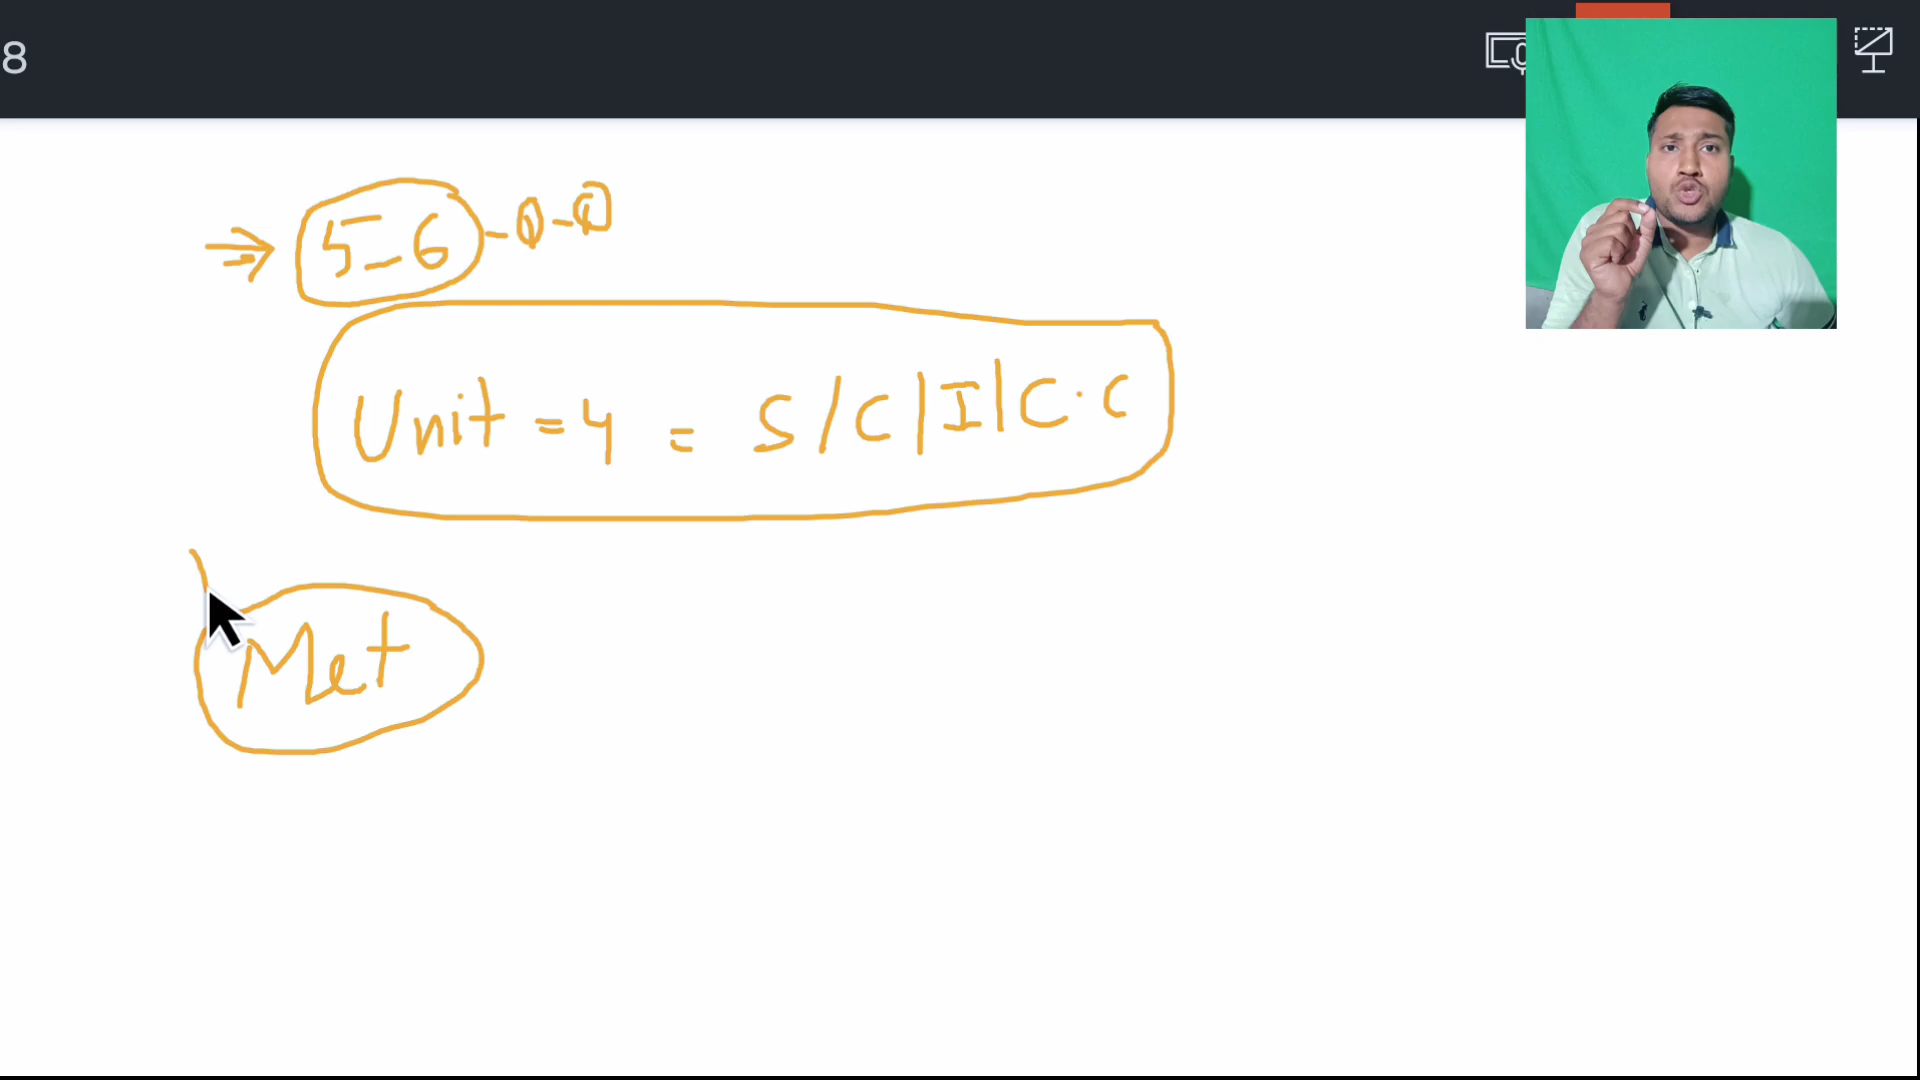 8
⇒ 5-6 -
Unit = 4 = S/C|I|C.C
Met